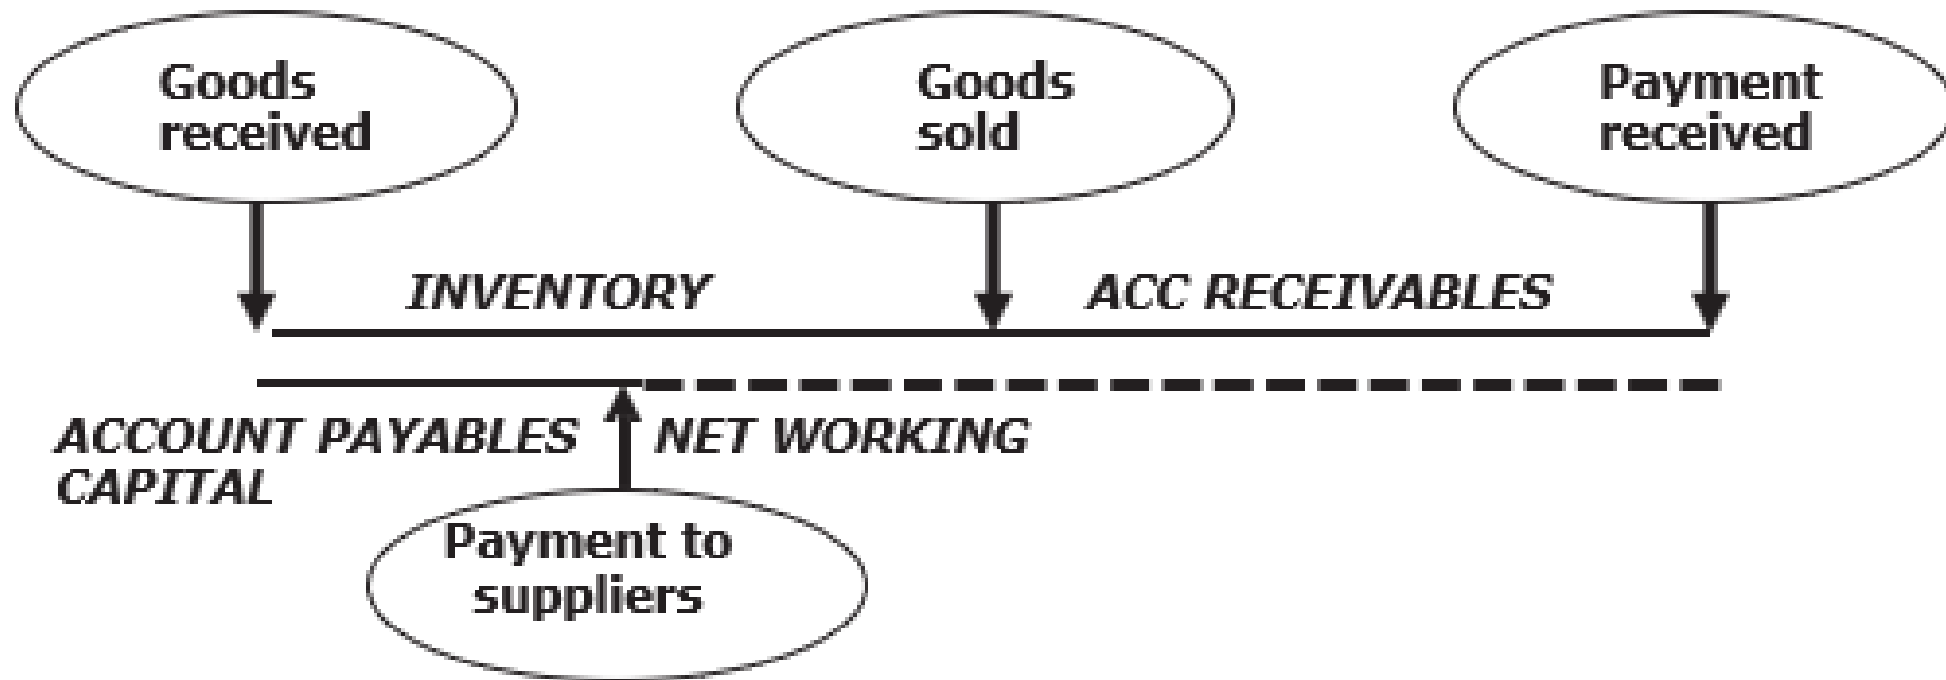 Goods
received
Goods
sold
Payment
received
INVENTORY
ACC RECEIVABLES
ACCOUNT PAYABLES
CAPITAL
NET WORKING
Payment to
suppliers